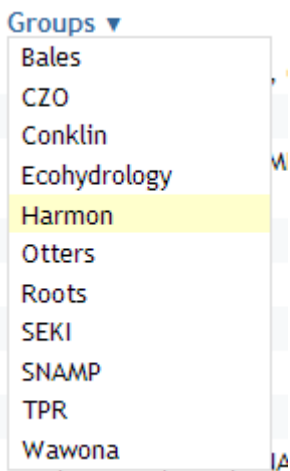 Groups ▼
Bales
CZO
Conklin
Ecohydrology
Harmon
Otters
Roots
SEKI
SNAMP
TPR
Wawona